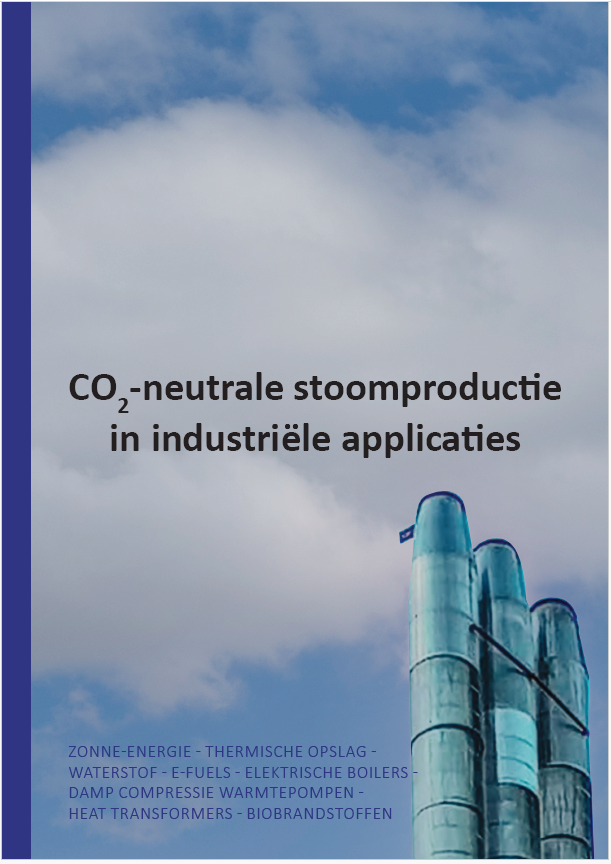 CO₂-neutrale stoomproductie
in industriële applicaties
ZONNE-ENERGIE - THERMISCHE OPSLAG -
WATERSTOF - E-FUELS - ELEKTRISCHE BOILERS -
DAMP COMPRESSIE WARMTEPOMPEN -
HEAT TRANSFORMERS - BIOBRANDSTOFFEN